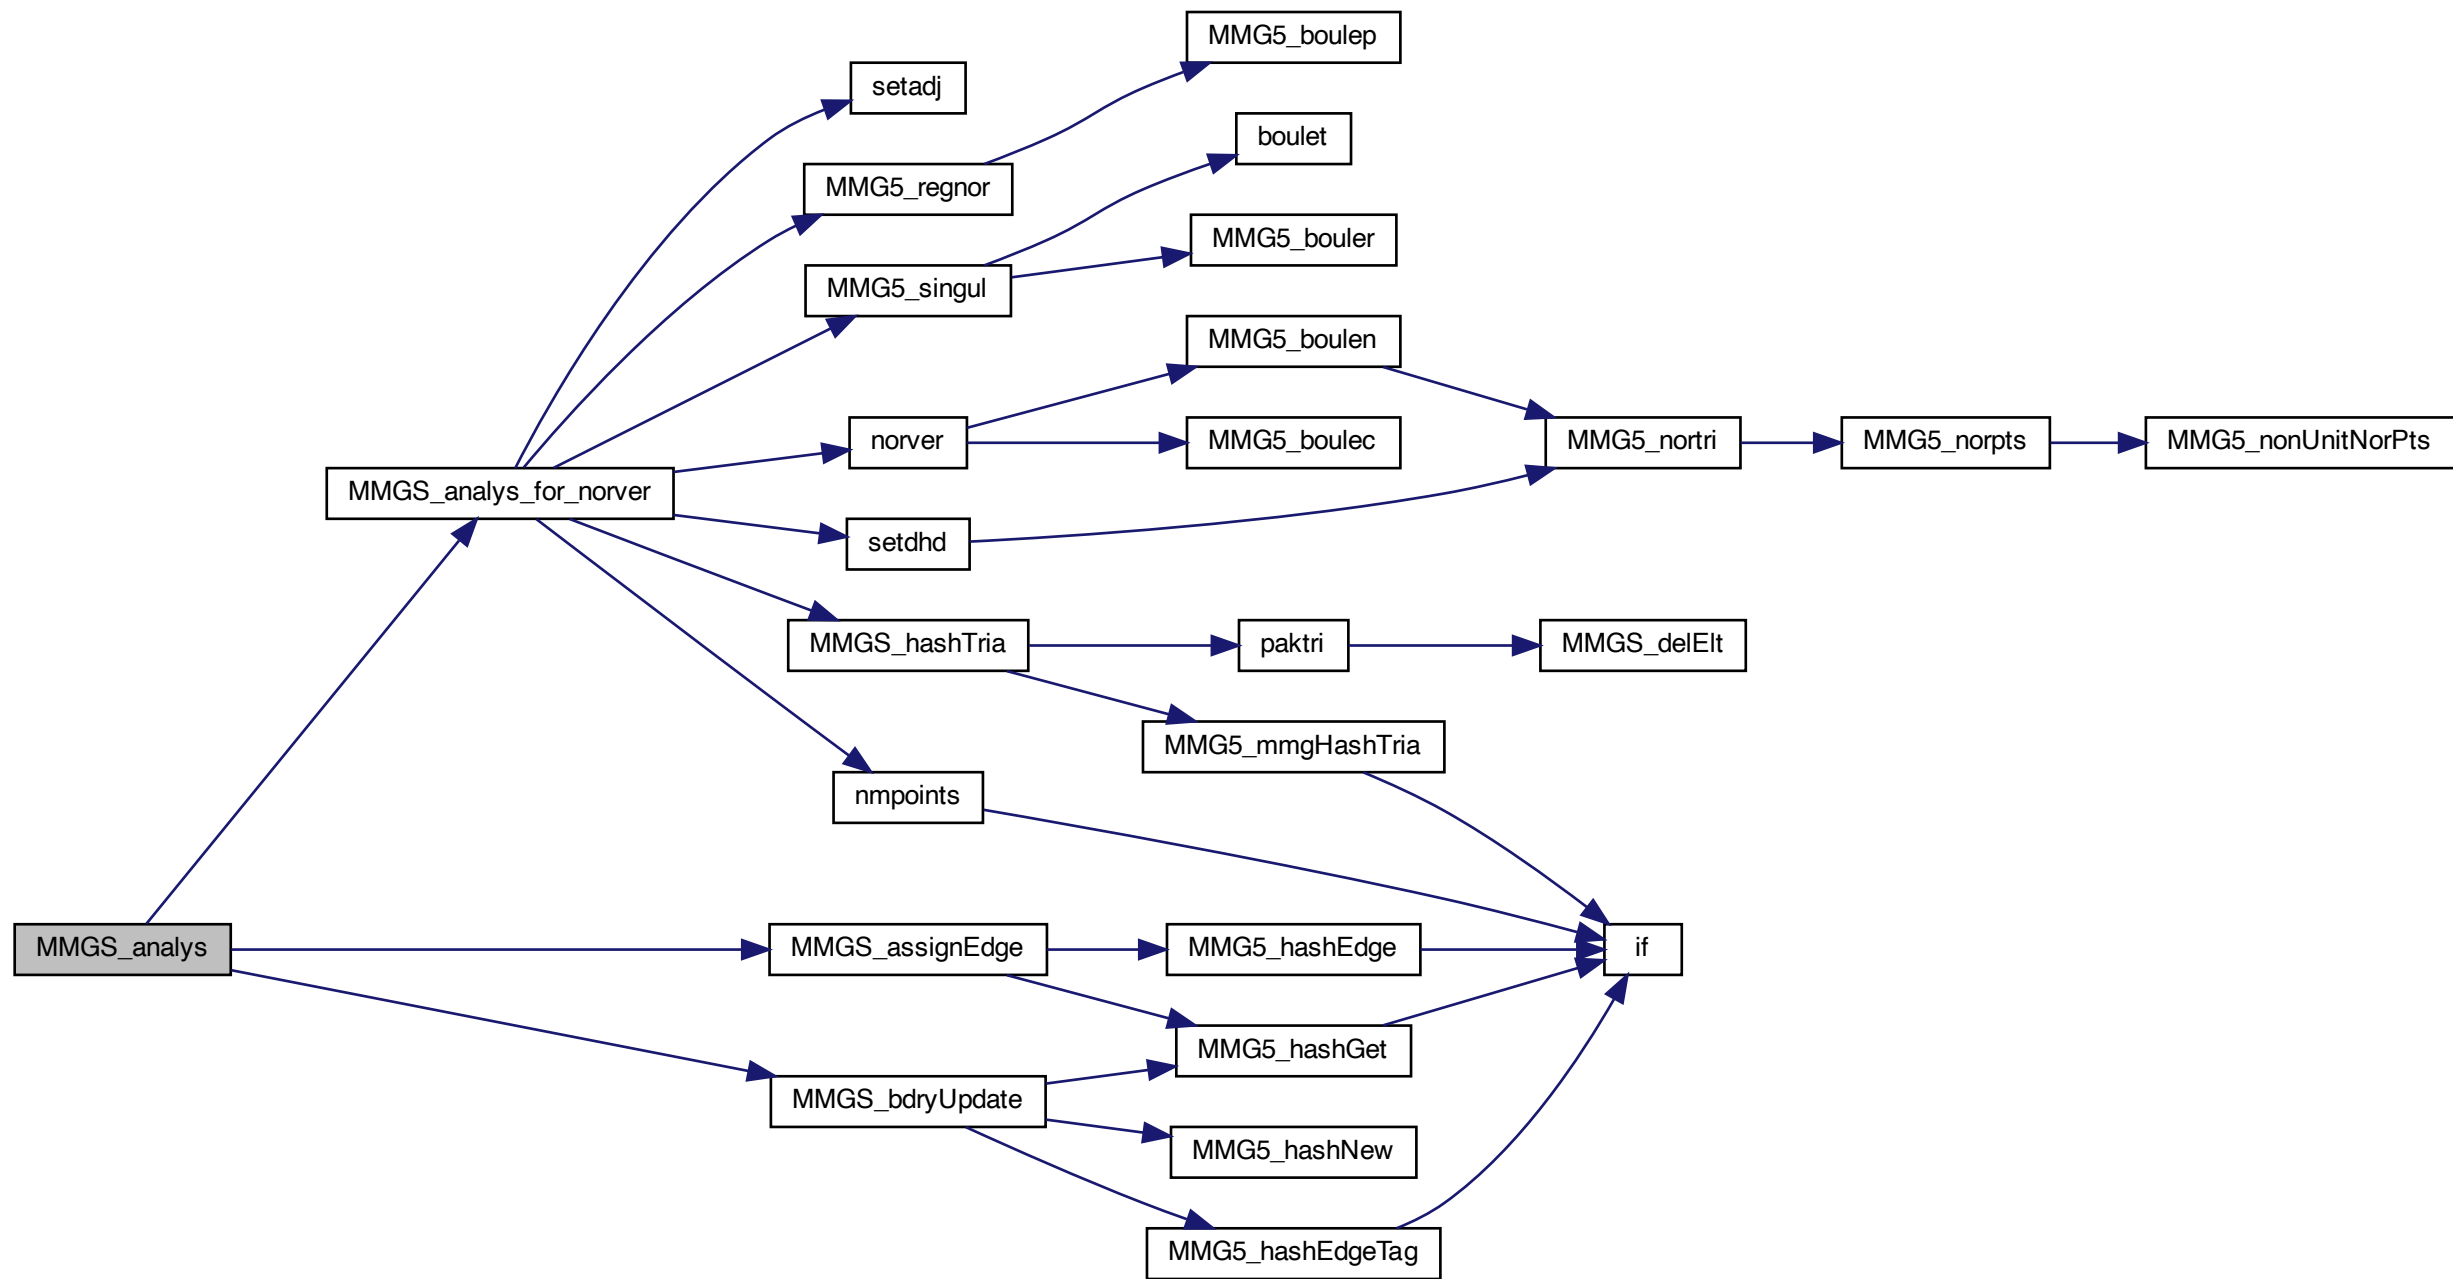 MMG5_boulep
setadj
boulet
MMG5_regnor
MMG5_bouler
MMG5_singul
MMG5_boulen
norver
MMG5_boulec
MMG5_nortri
MMG5_norpts
MMG5_nonUnitNorPts
MMGS_analys_for_norver
setdhd
MMGS_hashTria
paktri
MMGS_delElt
MMG5_mmgHashTria
nmpoints
MMGS_analys
MMGS_assignEdge
MMG5_hashEdge
if
MMG5_hashGet
MMGS_bdryUpdate
MMG5_hashNew
MMG5_hashEdgeTag